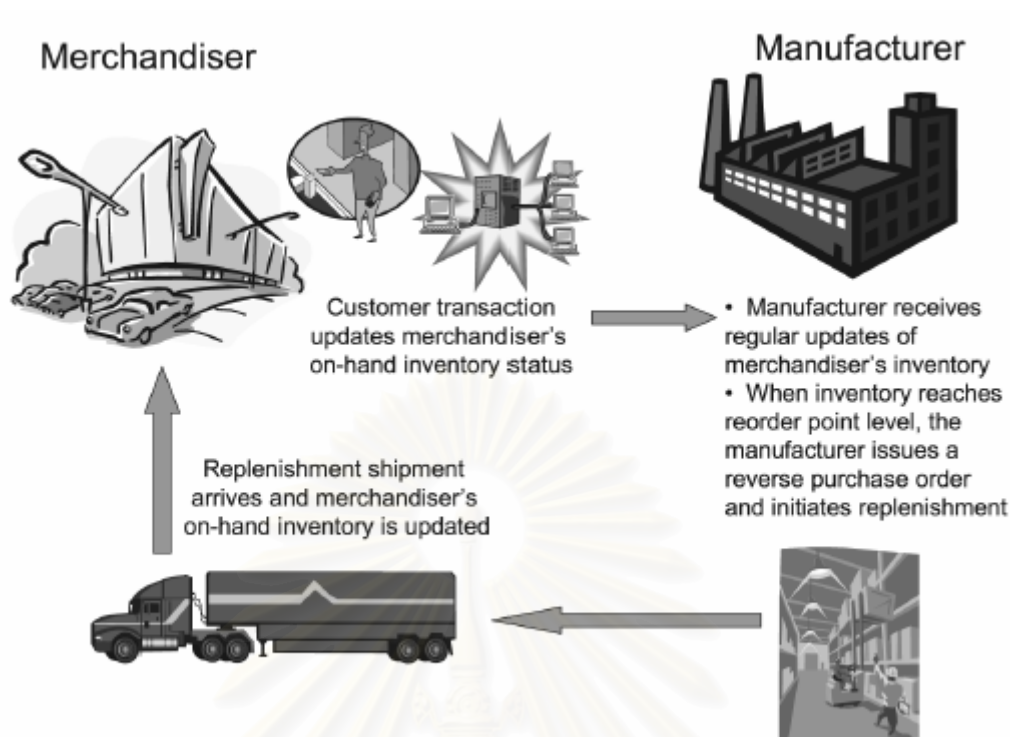 Merchandiser
Manufacturer
Customer transaction
updates merchandiser's
on-hand inventory status
• Manufacturer receives
regular updates of
merchandiser's inventory
• When inventory reaches
reorder point level, the
manufacturer issues a
reverse purchase order
and initiates replenishment
Replenishment shipment
arrives and merchandiser's
on-hand inventory is updated